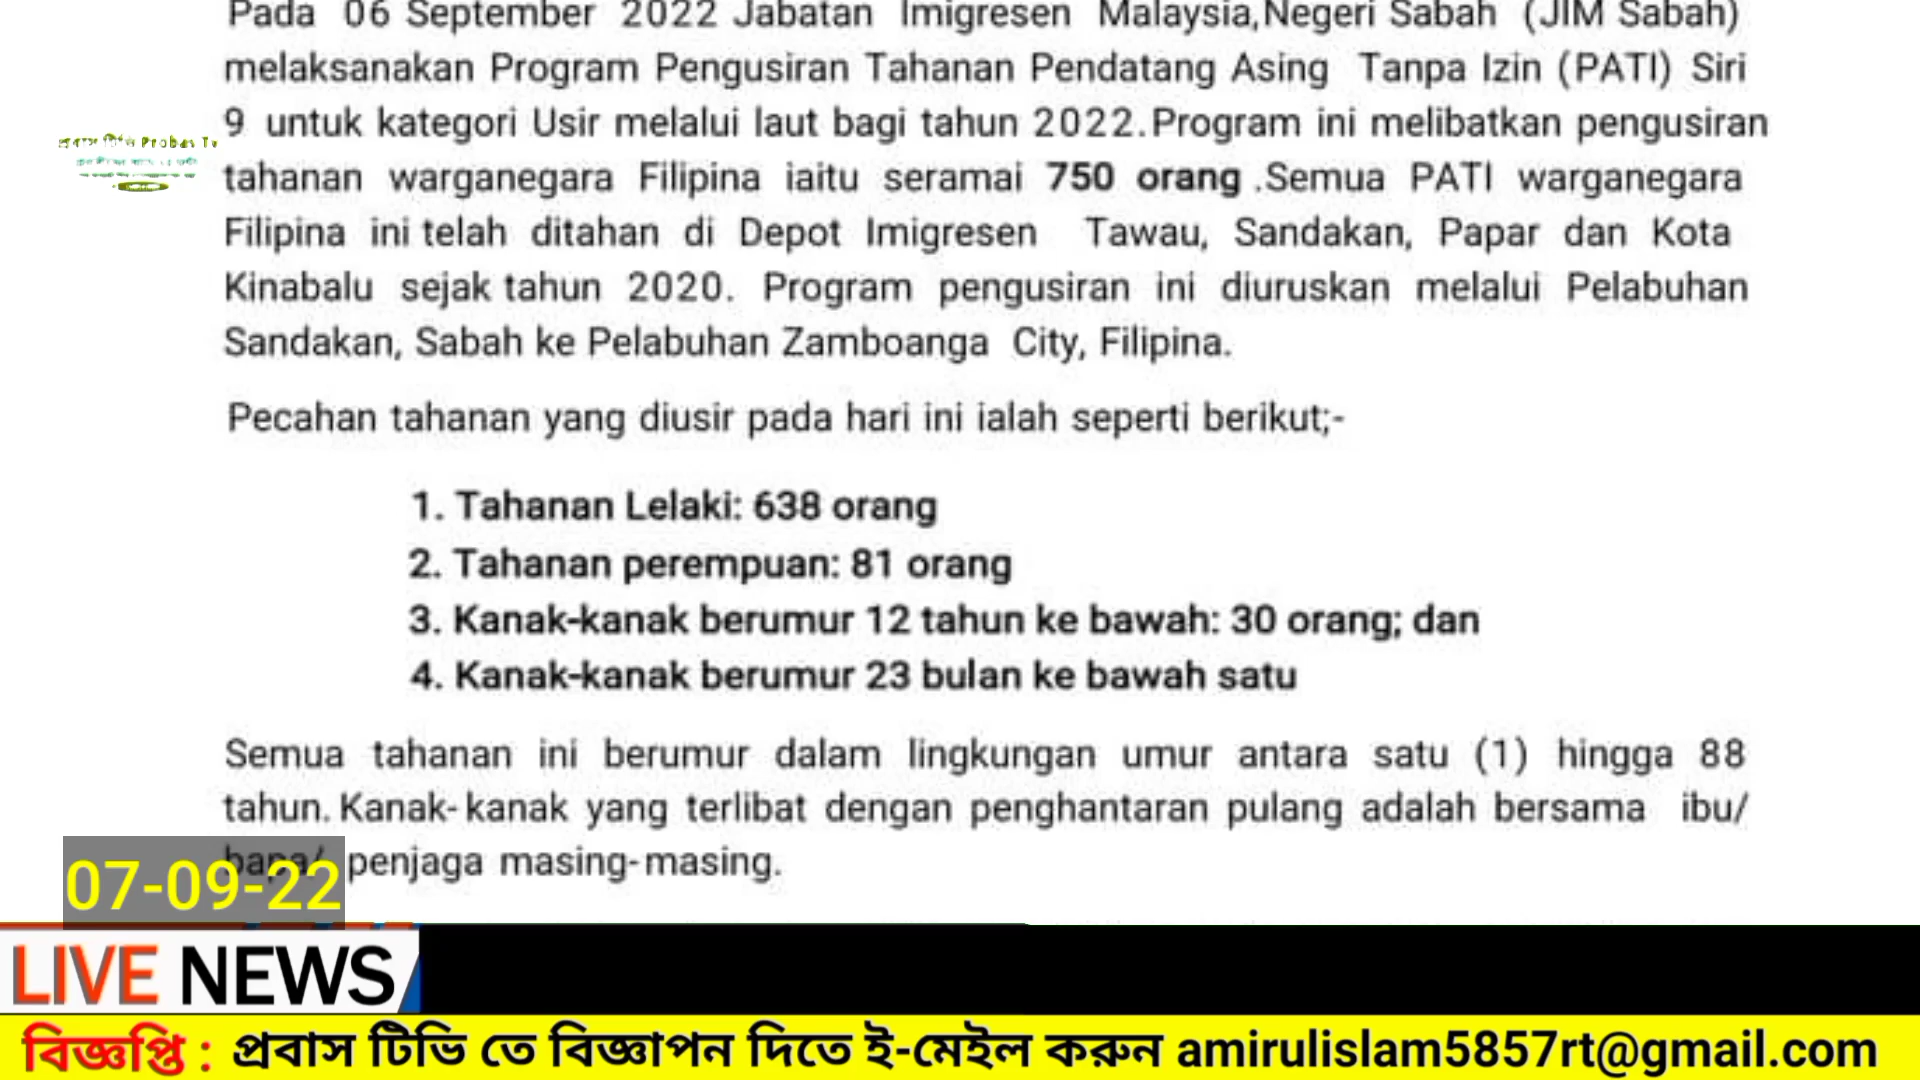 Pada 06 September 2022 Jabatan Imigresen Malaysia,Negeri Sabah (JIM Sabah)
melaksanakan Program Pengusiran Tahanan Pendatang Asing Tanpa Izin (PATI) Siri
9 untuk kategori Usir melalui laut bagi tahun 2022.Program ini melibatkan pengusiran
Probas Tv
tahanan warganegara Filipina iaitu seramai 750 orang .Semua PATI warganegara
Filipina ini telah ditahan di Depot Imigresen Tawau, Sandakan, Papar dan Kota
Kinabalu sejak tahun 2020. Program pengusiran ini diuruskan melalui Pelabuhan
Sandakan, Sabah ke Pelabuhan Zamboanga City, Filipina.
Pecahan tahanan yang diusir pada hari ini ialah seperti berikut;-
1. Tahanan Lelaki: 638 orang
2. Tahanan perempuan: 81 orang
3. Kanak-kanak berumur 12 tahun ke bawah: 30 orang; dan
4. Kanak-kanak berumur 23 bulan ke bawah satu
Semua tahanan ini berumur dalam lingkungan umur antara satu (1) hingga 88
tahun. Kanak-kanak yang terlibat dengan penghantaran pulang adalah bersama ibu/
bapa/ penjaga masing-masing.
07-09-22
LIVE NEWS
বিজ্ঞপ্তি : প্রবাস টিভি তে বিজ্ঞাপন দিতে ই-মেইল করুন amirulislam5857rt@gmail.com